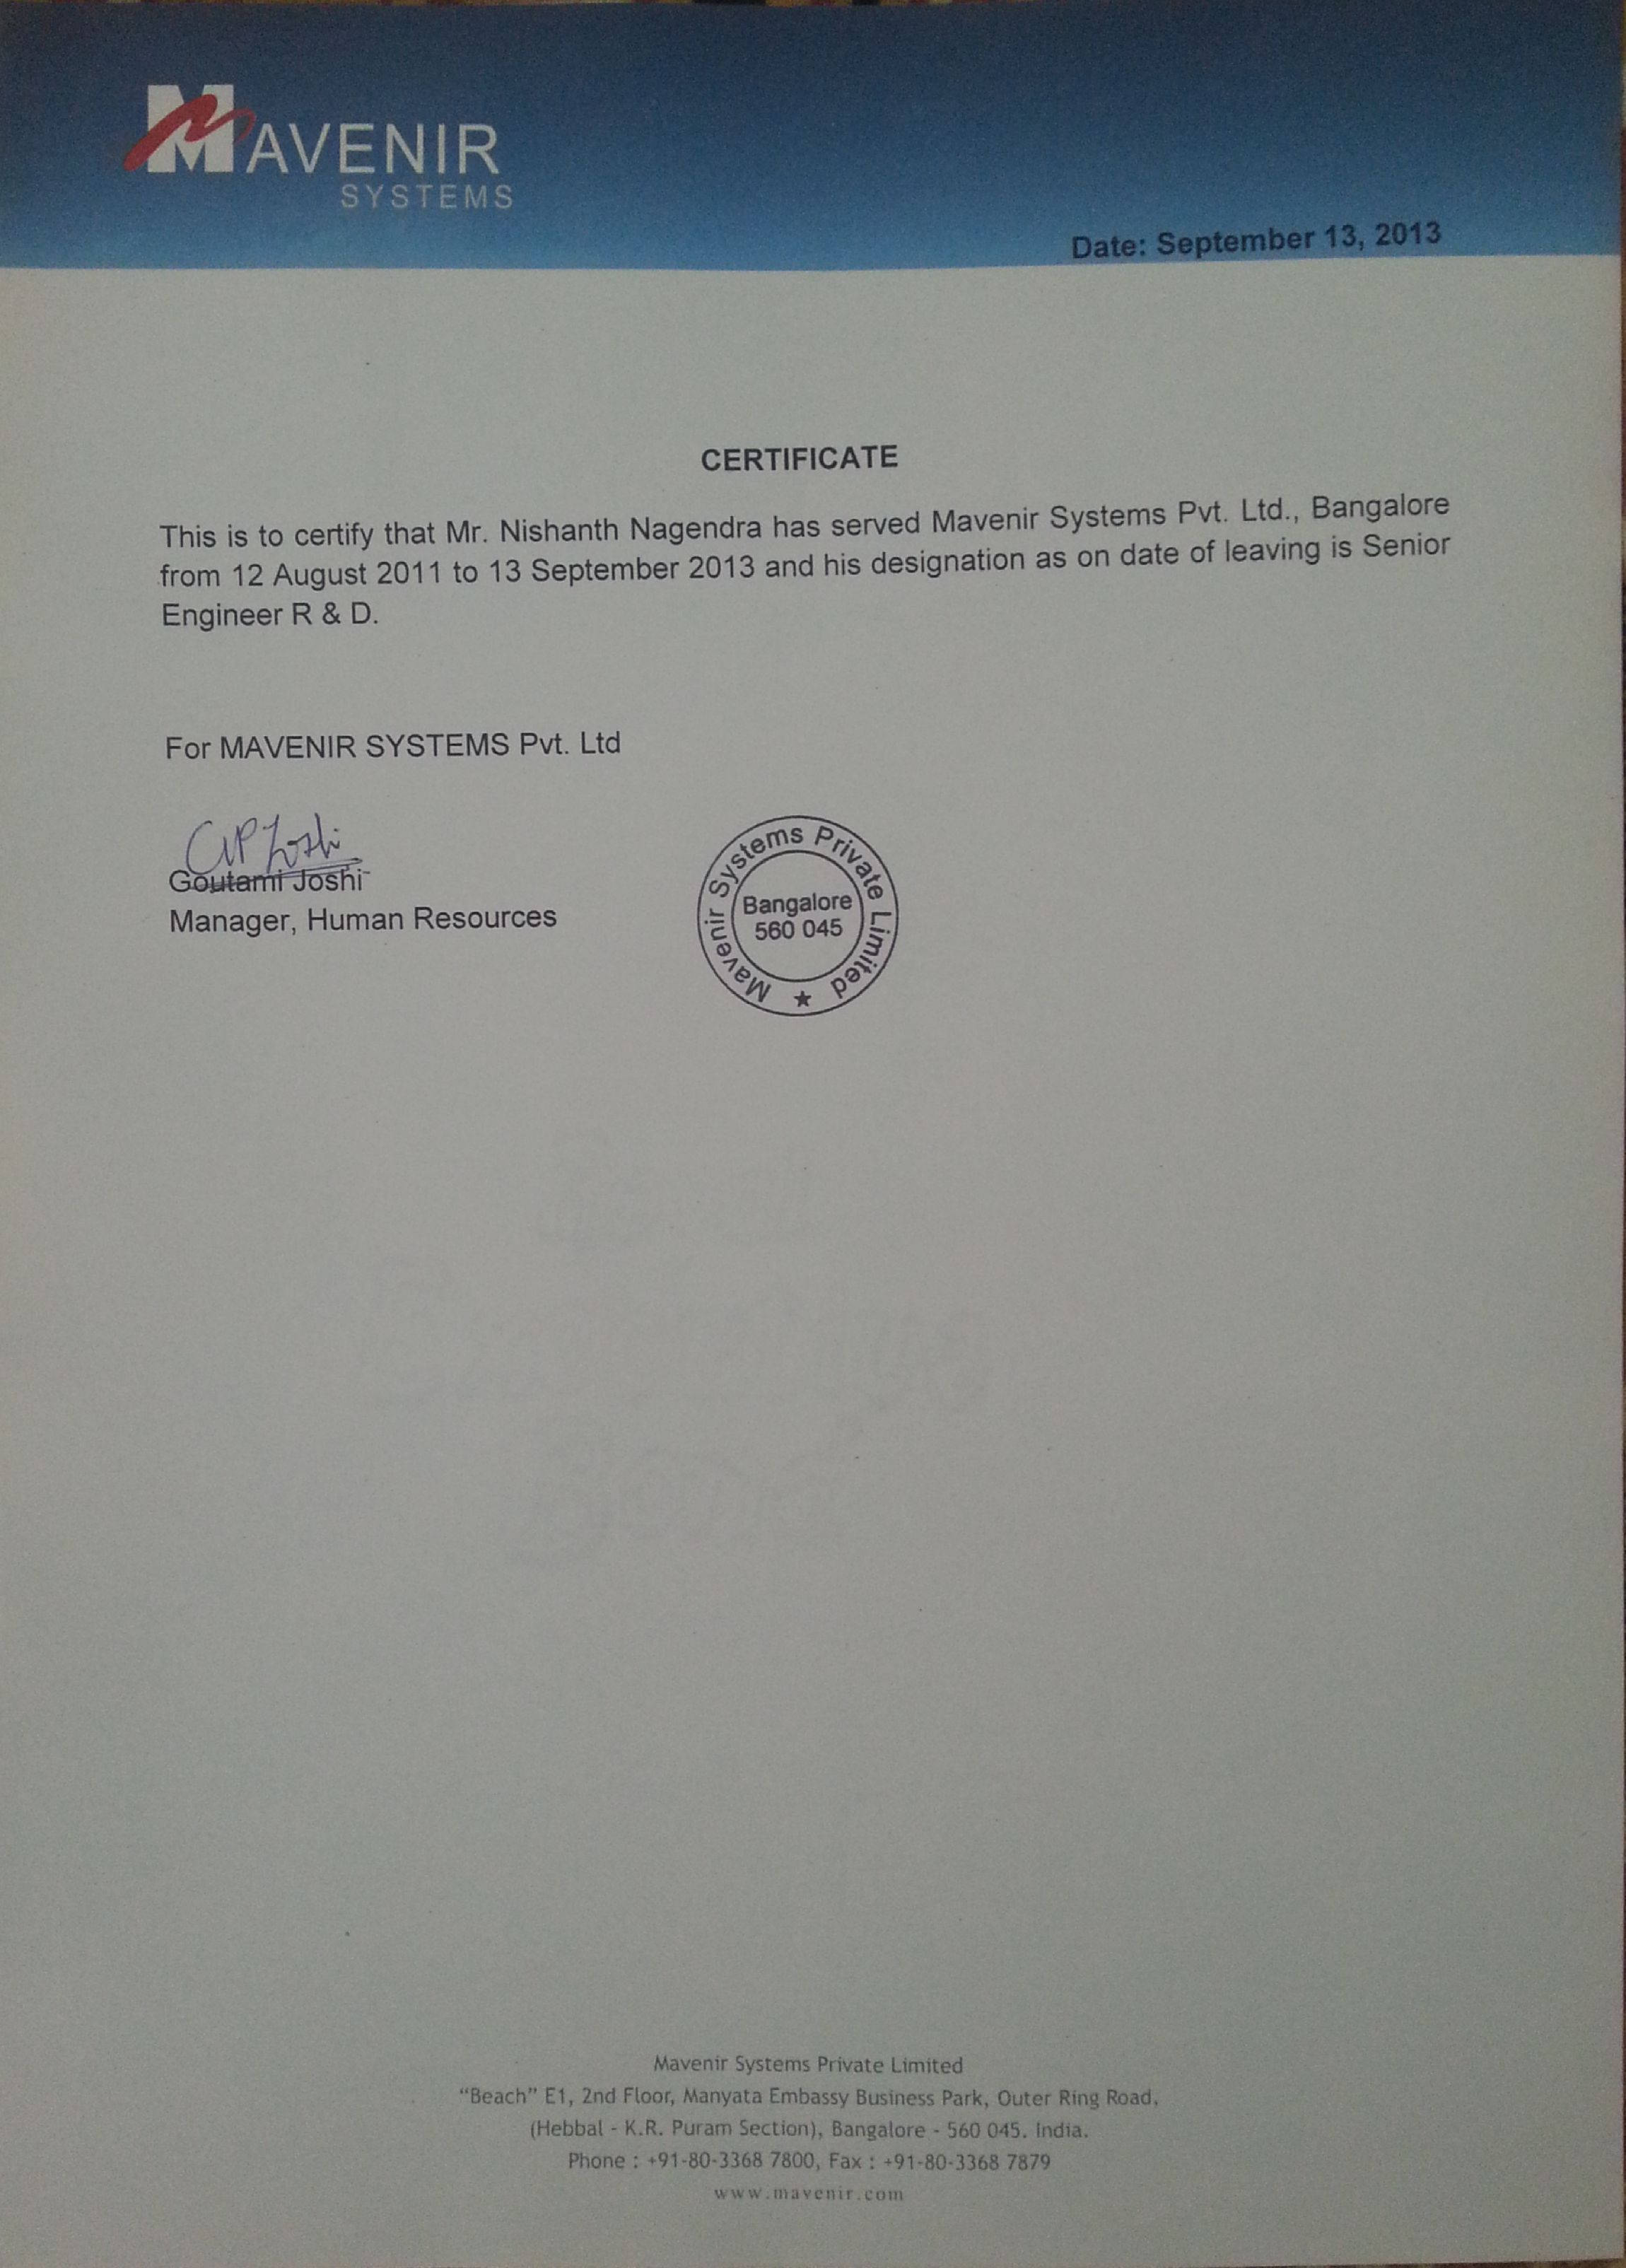 MAVENIR
SYSTEMS
Date: September 13, 2013
CERTIFICATE
This is to certify that Mr. Nishanth Nagendra has served Mavenir Systems Pvt. Ltd., Bangalore
from 12 August 2011 to 13 September 2013 and his designation as on date of leaving is Senior
Engineer R & D.
For MAVENIR SYSTEMS Pvt. Ltd
GP Joshi
Goutami Joshi
Manager, Human Resources
Mavenir Systems Private Limited ★
Bangalore
560 045
Mavenir Systems Private Limited
“Beach” E1, 2nd Floor, Manyata Embassy Business Park, Outer Ring Road,
(Hebbal - K.R. Puram Section), Bangalore - 560 045. India.
Phone : +91-80-3368 7800, Fax : +91-80-3368 7879
www.mavenir.com